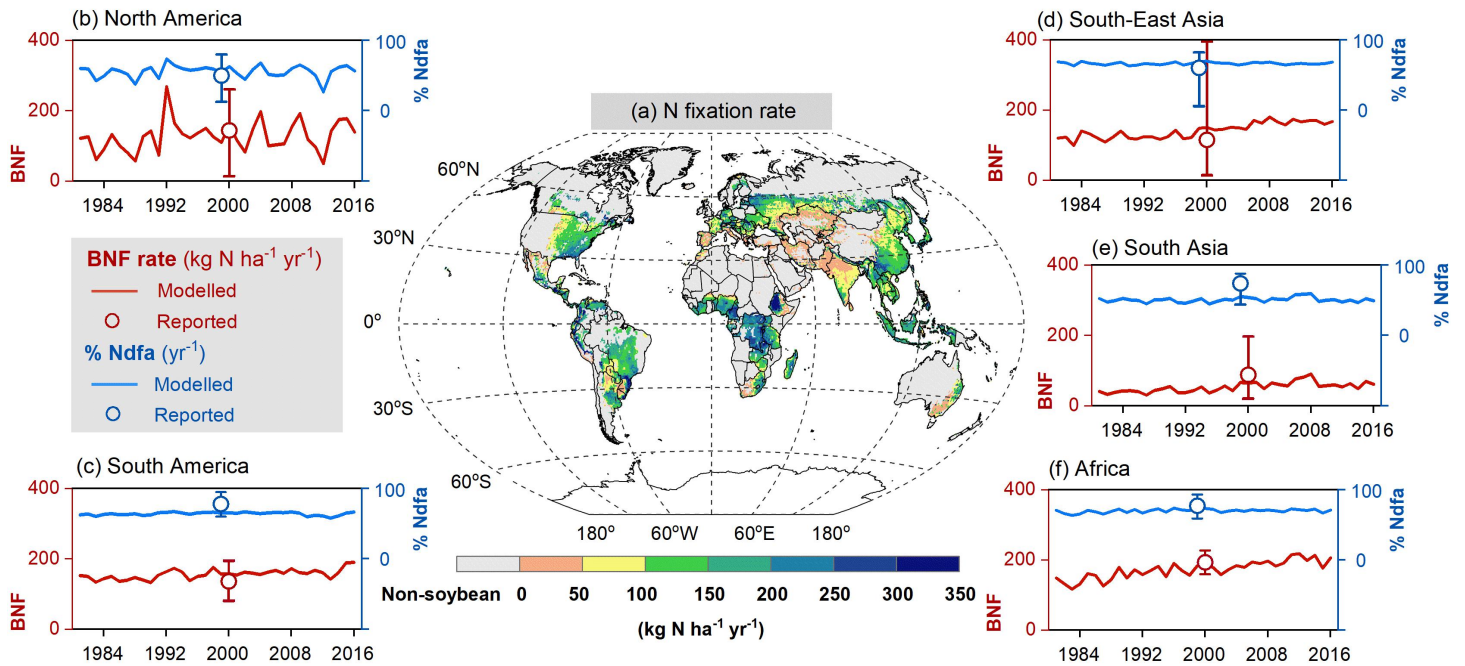 (b) North America
400
200
0
BNF
100
0
% Ndfa
1984
1992
2000
2008
2016
BNF rate (kg N ha⁻¹ yr⁻¹)
Modelled
Reported
% Ndfa (yr⁻¹)
Modelled
Reported
(c) South America
400
200
0
BNF
100
0
% Ndfa
1984
1992
2000
2008
2016
(a) N fixation rate
60°N
30°N
0°
30°S
60°S
180°
60°W
60°E
180°
Non-soybean
0
50
100
150
200
250
300
350
(kg N ha⁻¹ yr⁻¹)
(d) South-East Asia
400
200
0
BNF
100
0
% Ndfa
1984
1992
2000
2008
2016
(e) South Asia
400
200
0
BNF
100
0
% Ndfa
1984
1992
2000
2008
2016
(f) Africa
400
200
0
BNF
100
0
% Ndfa
1984
1992
2000
2008
2016